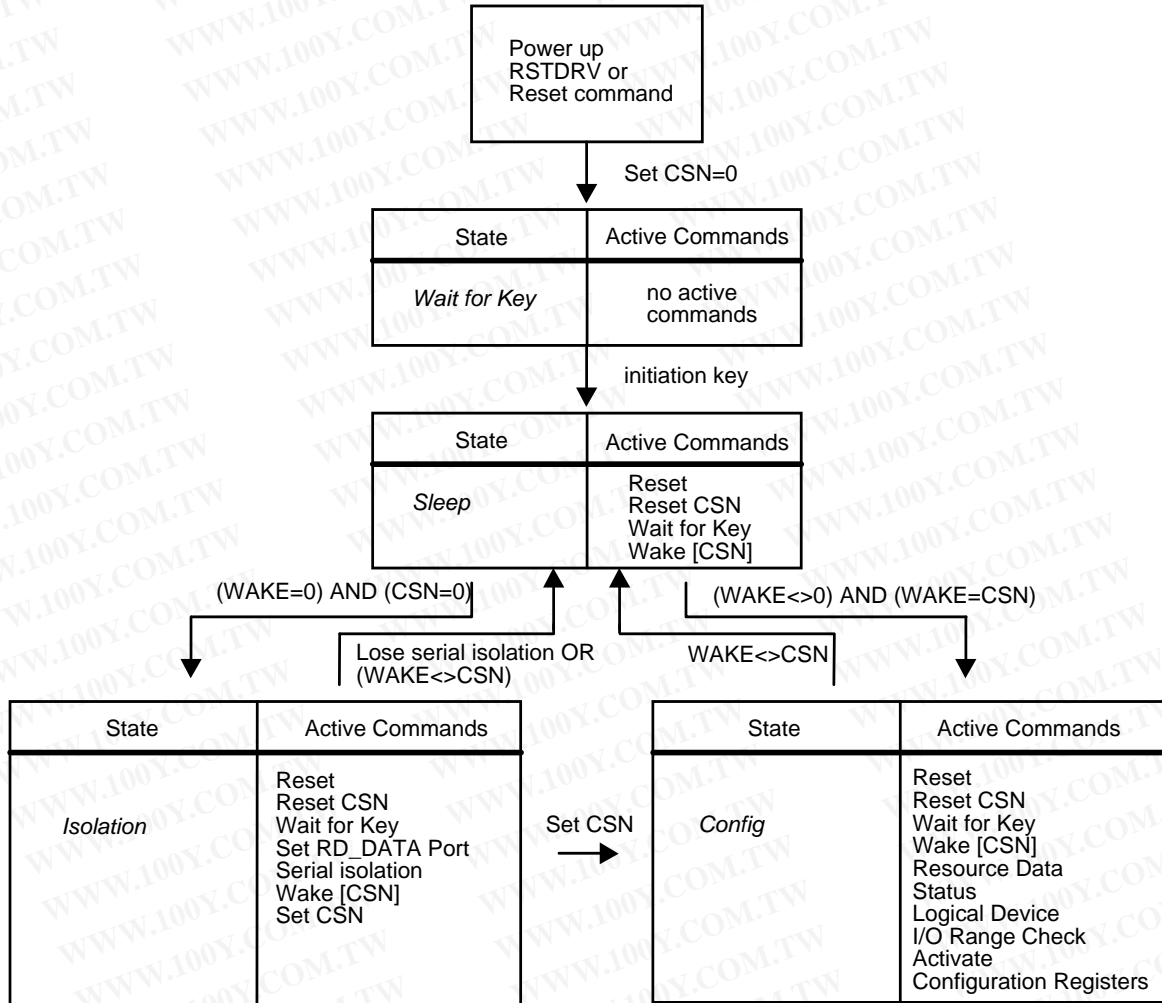 Power up
RSTDRV or
Reset command
Set CSN=0
State
Active Commands
Wait for Key
no active
commands
initiation key
State
Active Commands
Sleep
Reset
Reset CSN
Wait for Key
Wake [CSN]
(WAKE=0) AND (CSN=0)
(WAKE<>0) AND (WAKE=CSN)
Lose serial isolation OR
(WAKE<>CSN)
WAKE<>CSN
State
Active Commands
Isolation
Reset
Reset CSN
Wait for Key
Set RD_DATA Port
Serial isolation
Wake [CSN]
Set CSN
Set CSN
State
Active Commands
Config
Reset
Reset CSN
Wait for Key
Wake [CSN]
Resource Data
Status
Logical Device
I/O Range Check
Activate
Configuration Registers
WWW.100Y.COM.TW